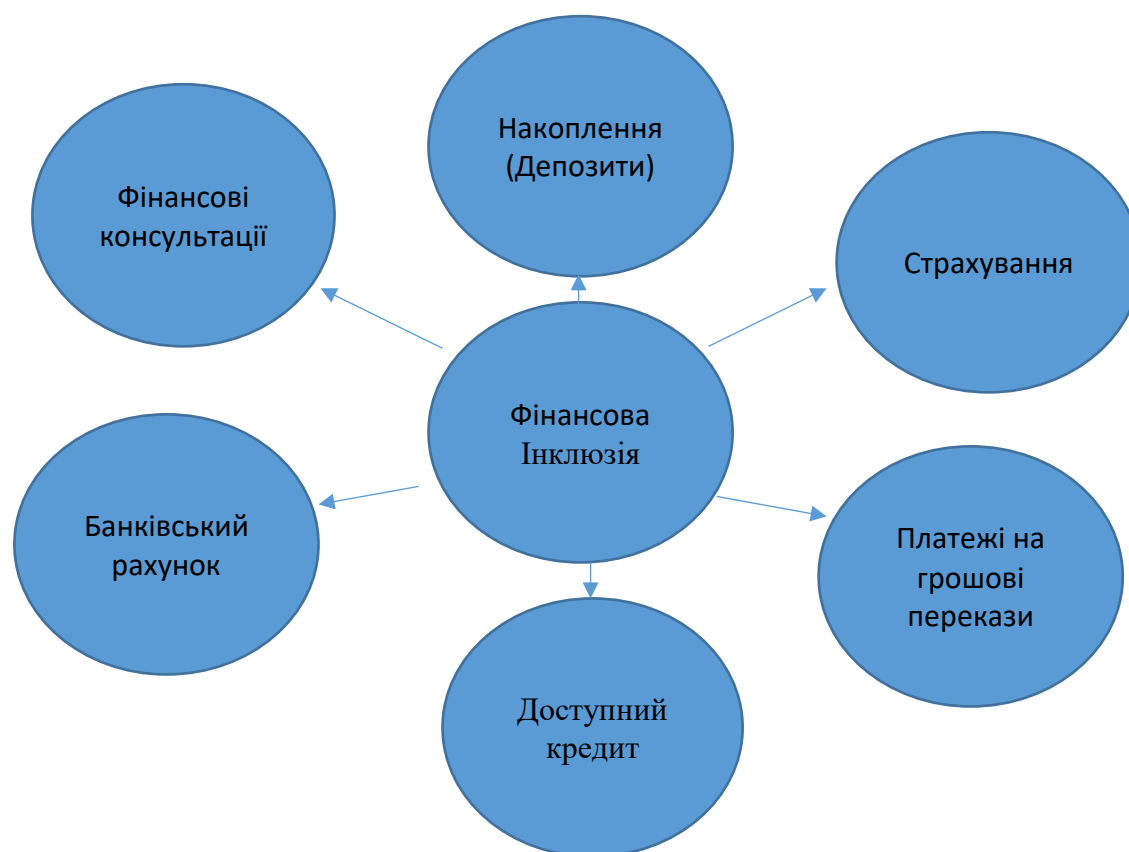 Накоплення
(Депозити)
Фінансові
консультації
Страхування
Фінансова
Інклюзія
Банківський
рахунок
Платежі на
грошові
перекази
Доступний
кредит